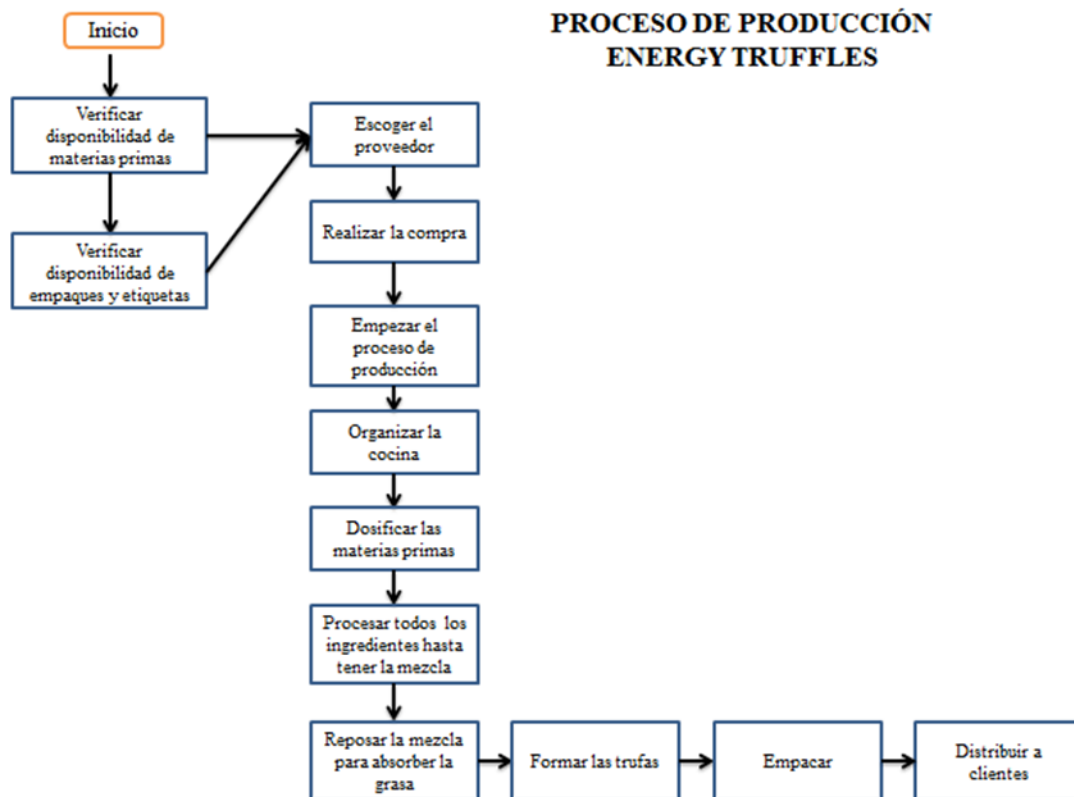 PROCESO DE PRODUCCIÓN
ENERGY TRUFFLES
Inicio
Verificar
disponibilidad de
materias primas
Verificar
disponibilidad de
empaques y etiquetas
Escoger el
proveedor
Realizar la compra
Empezar el
proceso de
producción
Organizar la
cocina
Dosificar las
materias primas
Procesar todos los
ingredientes hasta
tener la mezcla
Reposar la mezcla
para absorber la
grasa
Formar las trufas
Empacar
Distribuir a
clientes